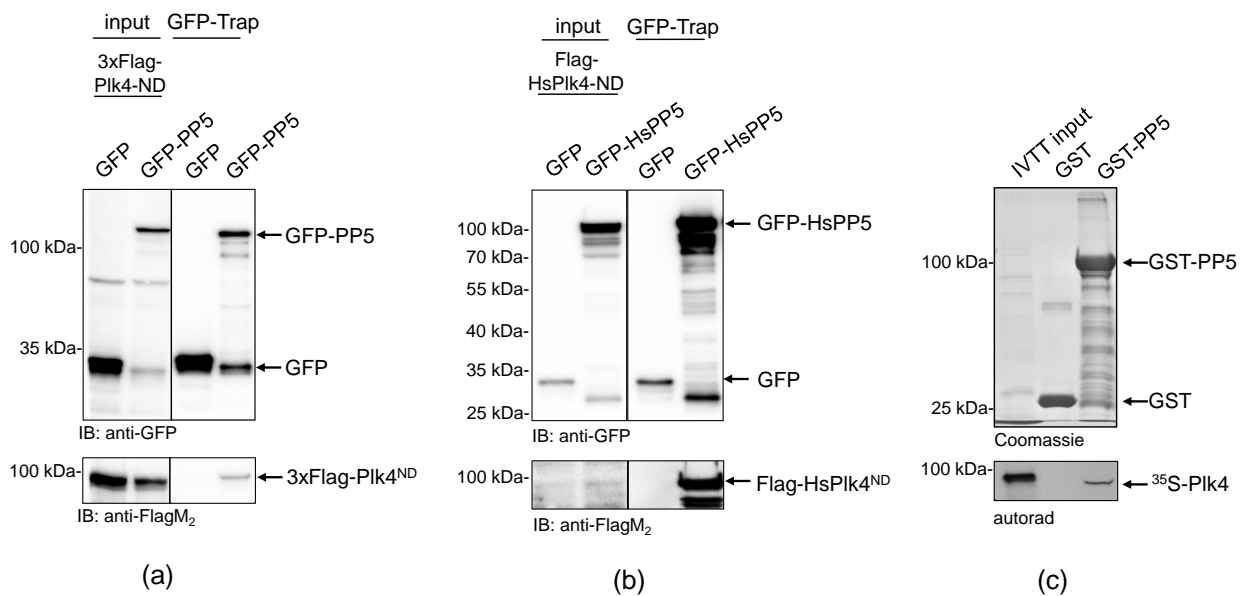 input GFP-Trap
3xFlag-
Plk4-ND
GFP
GFP-PP5
GFP
GFP-PP5
100 kDa-
35 kDa-
GFP-PP5
GFP
IB: anti-GFP
100 kDa-
3xFlag-Plk4ND
IB: anti-FlagM2
(a)
input GFP-Trap
Flag-
HsPlk4-ND
GFP
GFP-HsPP5
GFP
GFP-HsPP5
100 kDa-
70 kDa-
55 kDa-
40 kDa-
35 kDa-
25 kDa-
GFP-HsPP5
GFP
IB: anti-GFP
100 kDa-
Flag-HsPlk4ND
IB: anti-FlagM2
(b)
IVTT input
GST
GST-PP5
100 kDa-
25 kDa-
GST-PP5
GST
Coomassie
100 kDa-
35S-Plk4
autorad
(c)